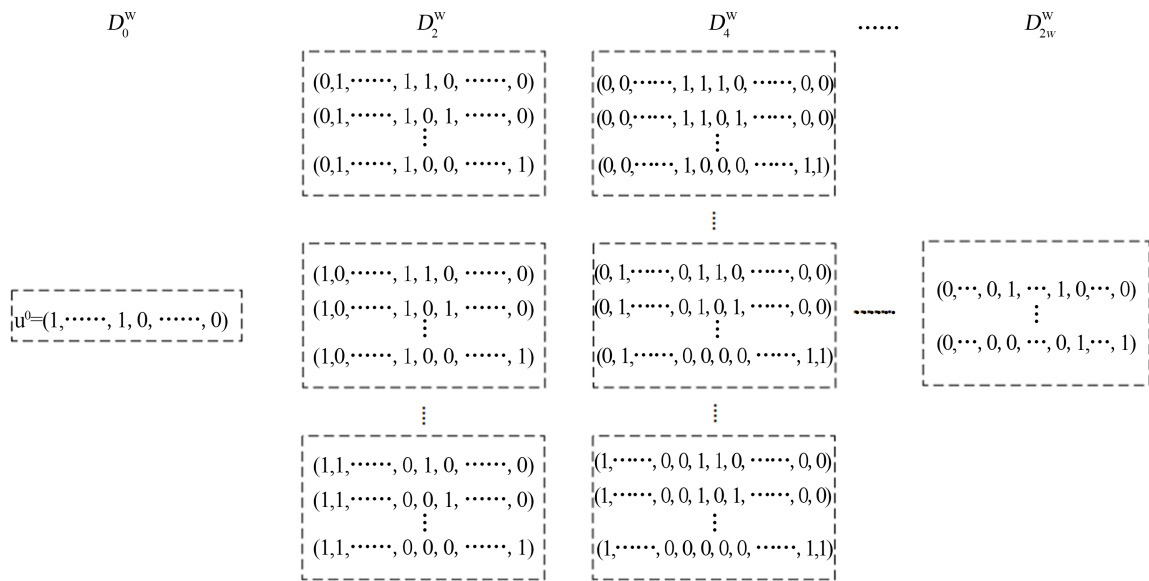 D₀ᵂ D₂ᵂ D₄ᵂ ⋯⋯ D₂wᵂ
(0,1,⋯⋯, 1, 1, 0, ⋯⋯, 0)
(0,1,⋯⋯, 1, 0, 1, ⋯⋯, 0)
⋮
(0,1,⋯⋯, 1, 0, 0, ⋯⋯, 1)
(0, 0,⋯⋯, 1, 1, 1, 0, ⋯⋯, 0, 0)
(0, 0,⋯⋯, 1, 1, 0, 1, ⋯⋯, 0, 0)
⋮
(0, 0,⋯⋯, 1, 0, 0, 0, ⋯⋯, 1,1)
⋮
u⁰=(1,⋯⋯, 1, 0, ⋯⋯, 0)
(1,0,⋯⋯, 1, 1, 0, ⋯⋯, 0)
(1,0,⋯⋯, 1, 0, 1, ⋯⋯, 0)
⋮
(1,0,⋯⋯, 1, 0, 0, ⋯⋯, 1)
⋮
(0, 1,⋯⋯, 0, 1, 1, 0, ⋯⋯, 0, 0)
(0, 1,⋯⋯, 0, 1, 0, 1, ⋯⋯, 0, 0)
⋮
(0, 1,⋯⋯, 0, 0, 0, 0, ⋯⋯, 1,1)
⋮
⋯⋯
(0,⋯, 0, 1, ⋯, 1, 0,⋯, 0)
⋮
(0,⋯, 0, 0, ⋯, 0, 1,⋯, 1)
(1,1,⋯⋯, 0, 1, 0, ⋯⋯, 0)
(1,1,⋯⋯, 0, 0, 1, ⋯⋯, 0)
⋮
(1,1,⋯⋯, 0, 0, 0, ⋯⋯, 1)
(1,⋯⋯, 0, 0, 1, 1, 0, ⋯⋯, 0, 0)
(1,⋯⋯, 0, 0, 1, 0, 1, ⋯⋯, 0, 0)
⋮
(1,⋯⋯, 0, 0, 0, 0, 0, ⋯⋯, 1,1)